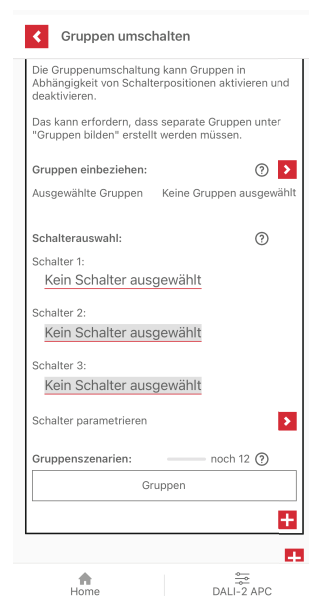 Gruppen umschalten
Die Gruppenumschaltung kann Gruppen in
Abhängigkeit von Schalterpositionen aktivieren und
deaktivieren.
Das kann erfordern, dass separate Gruppen unter
"Gruppen bilden" erstellt werden müssen.
Gruppen einbeziehen: ?
Ausgewählte Gruppen Keine Gruppen ausgewählt
Schalterauswahl: ?
Schalter 1:
Kein Schalter ausgewählt
Schalter 2:
Kein Schalter ausgewählt
Schalter 3:
Kein Schalter ausgewählt
Schalter parametrieren
Gruppenszenarien: noch 12 ?
Gruppen
Home DALI-2 APC